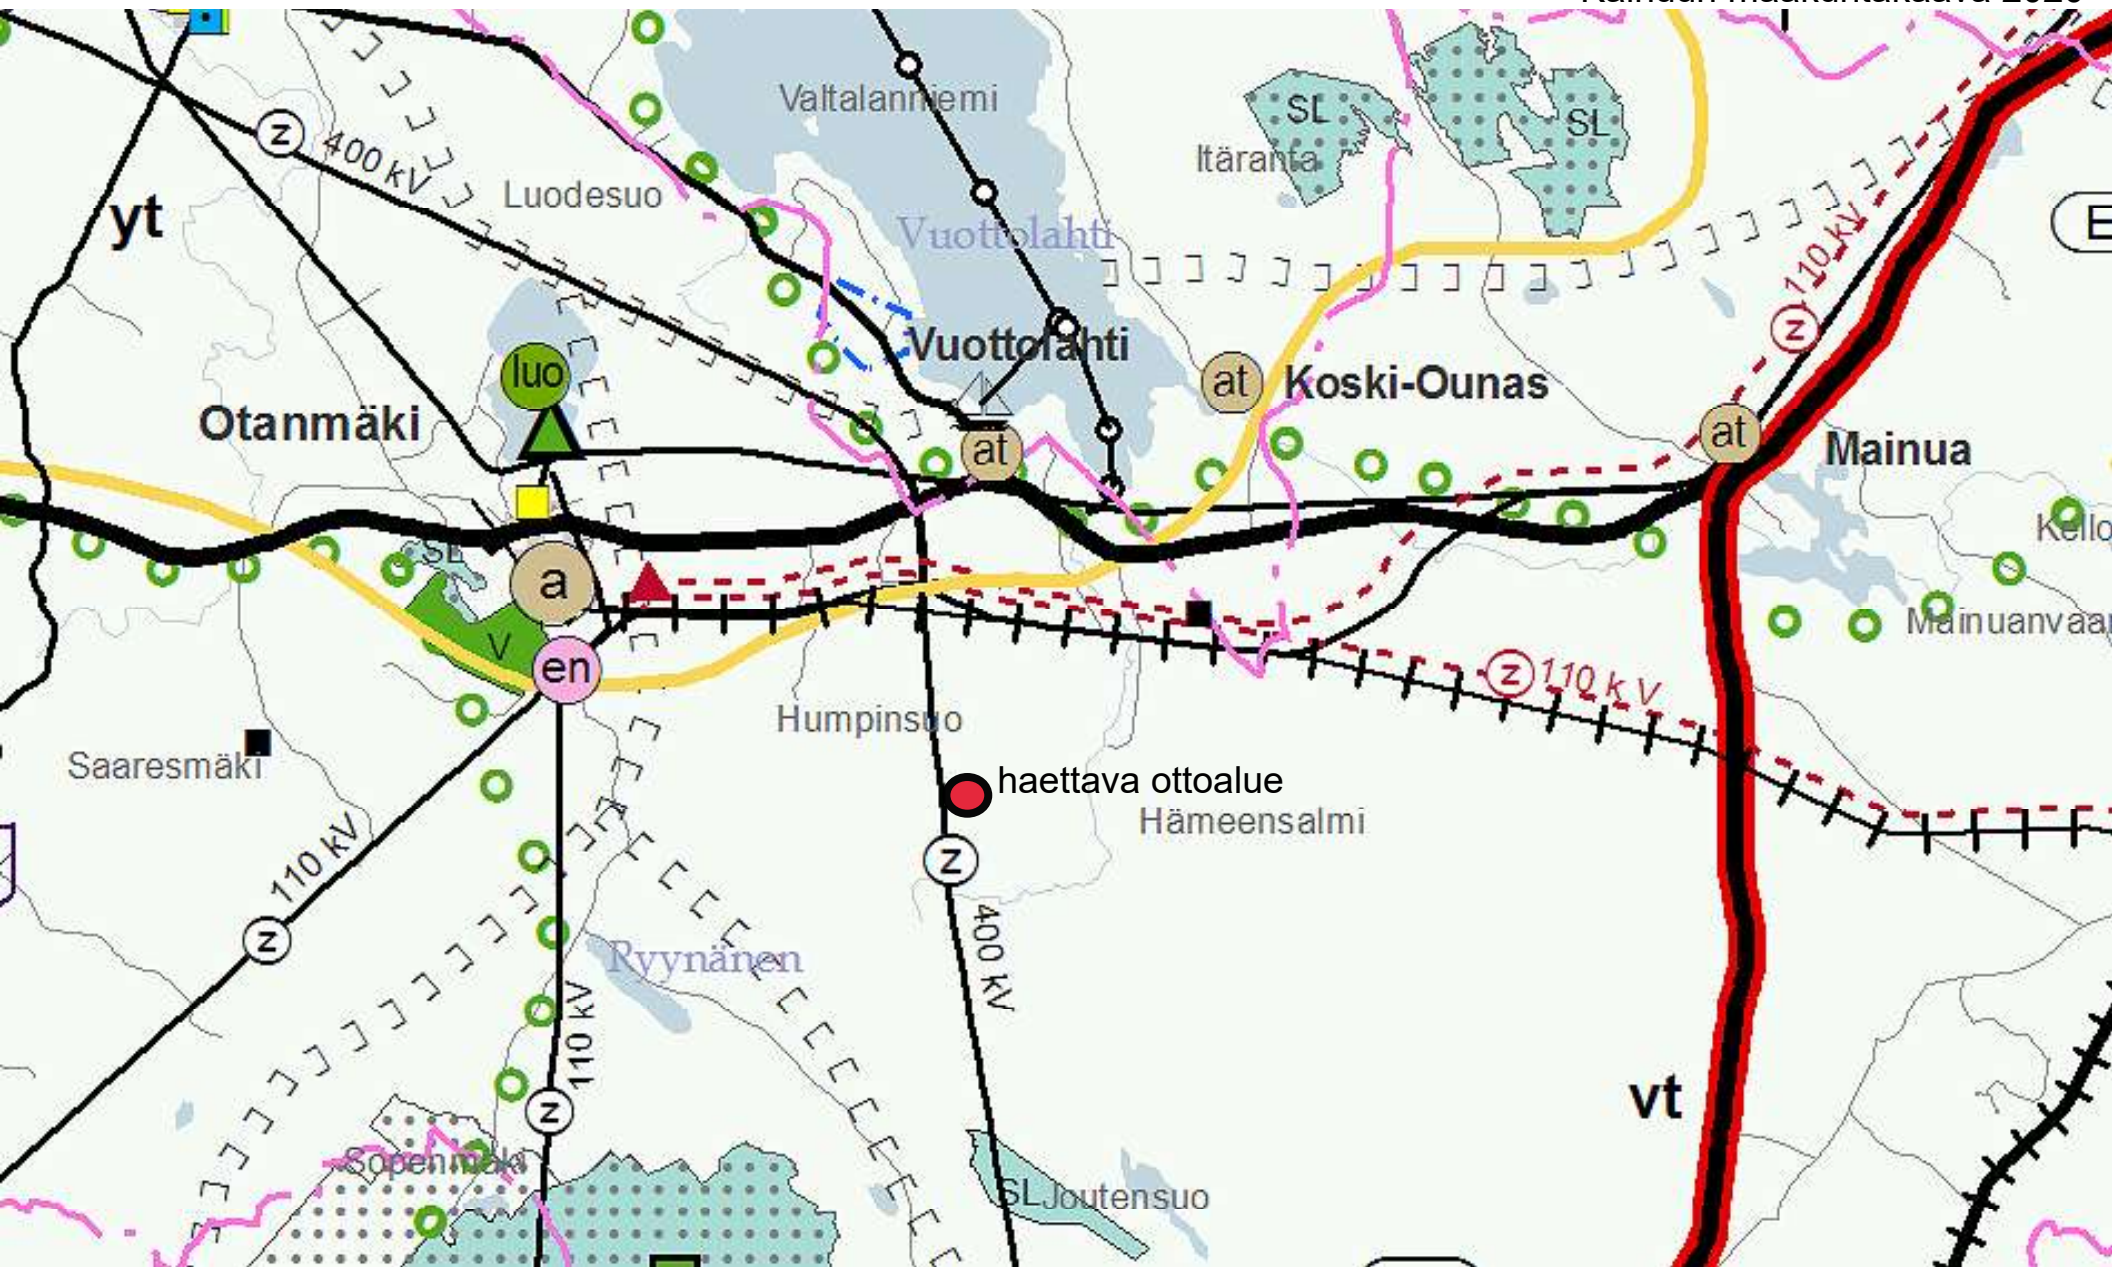 Valtalanniemi
SL
SL
z
400 kV
Itäranta
Luodesuo
yt
Vuottolahti
E
110 kV
z
Vuottolahti
luo
at
Koski-Ounas
Otanmäki
at
at
Mainua
Kello
SL
a
V
en
Mainuanvaar
z
110 kV
Humpinsuo
Saaresmäki
haettava ottoalue
Hämeensalmi
110 kV
z
400 kV
z
Ryynänen
110 kV
z
vt
Sopenmäki
SL
Joutensuo